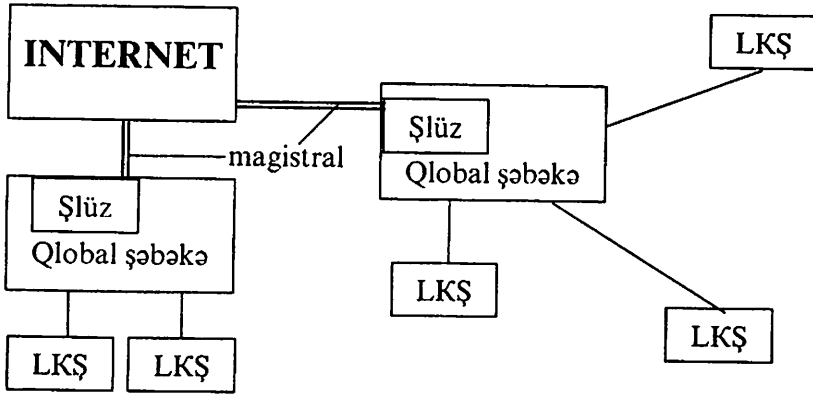 INTERNET
LKŞ
Şlüz
magistral
Qlobal şəbəkə
Şlüz
Qlobal şəbəkə
LKŞ
LKŞ
LKŞ
LKŞ